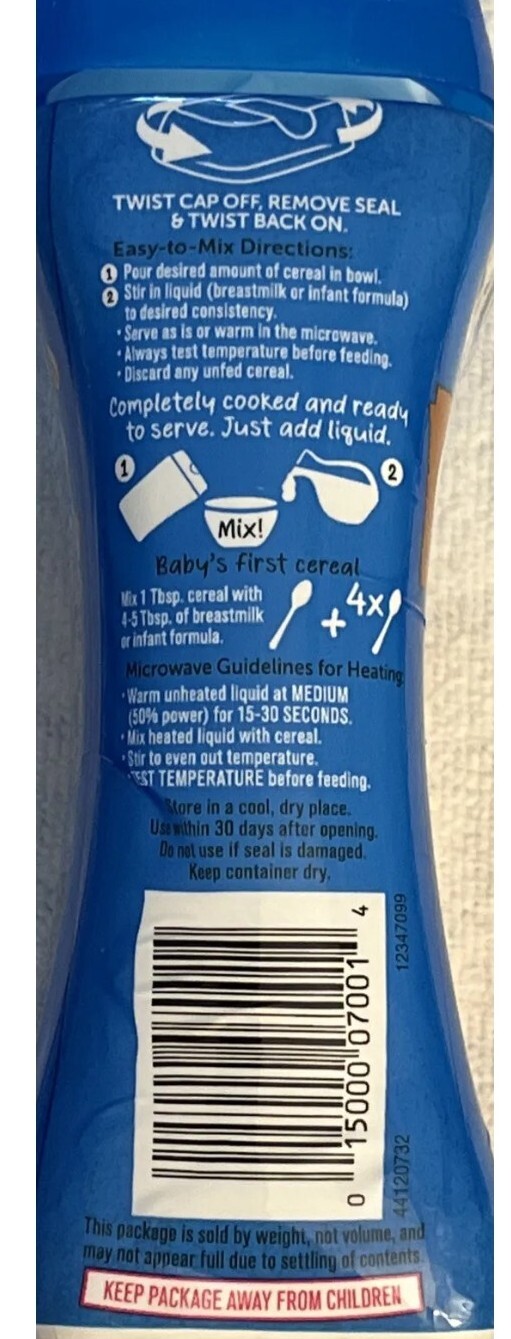 TWIST CAP OFF, REMOVE SEAL
& TWIST BACK ON.
Easy-to-Mix Directions:
1 Pour desired amount of cereal in bowl.
2 Stir in liquid (breastmilk or infant formula)
to desired consistency.
• Serve as is or warm in the microwave.
• Always test temperature before feeding.
• Discard any unfed cereal.
Completely cooked and ready
to serve. Just add liquid.
1 2
Mix!
Baby's first cereal
Mix 1 Tbsp. cereal with
4-5 Tbsp. of breastmilk
or infant formula.
+ 4x
Microwave Guidelines for Heating
• Warm unheated liquid at MEDIUM
(50% power) for 15-30 SECONDS.
• Mix heated liquid with cereal.
• Stir to even out temperature.
• TEST TEMPERATURE before feeding.
Store in a cool, dry place.
Use within 30 days after opening.
Do not use if seal is damaged.
Keep container dry.
0 15000 07001 4
12347099
44120732
This package is sold by weight, not volume, and
may not appear full due to settling of contents.
KEEP PACKAGE AWAY FROM CHILDREN